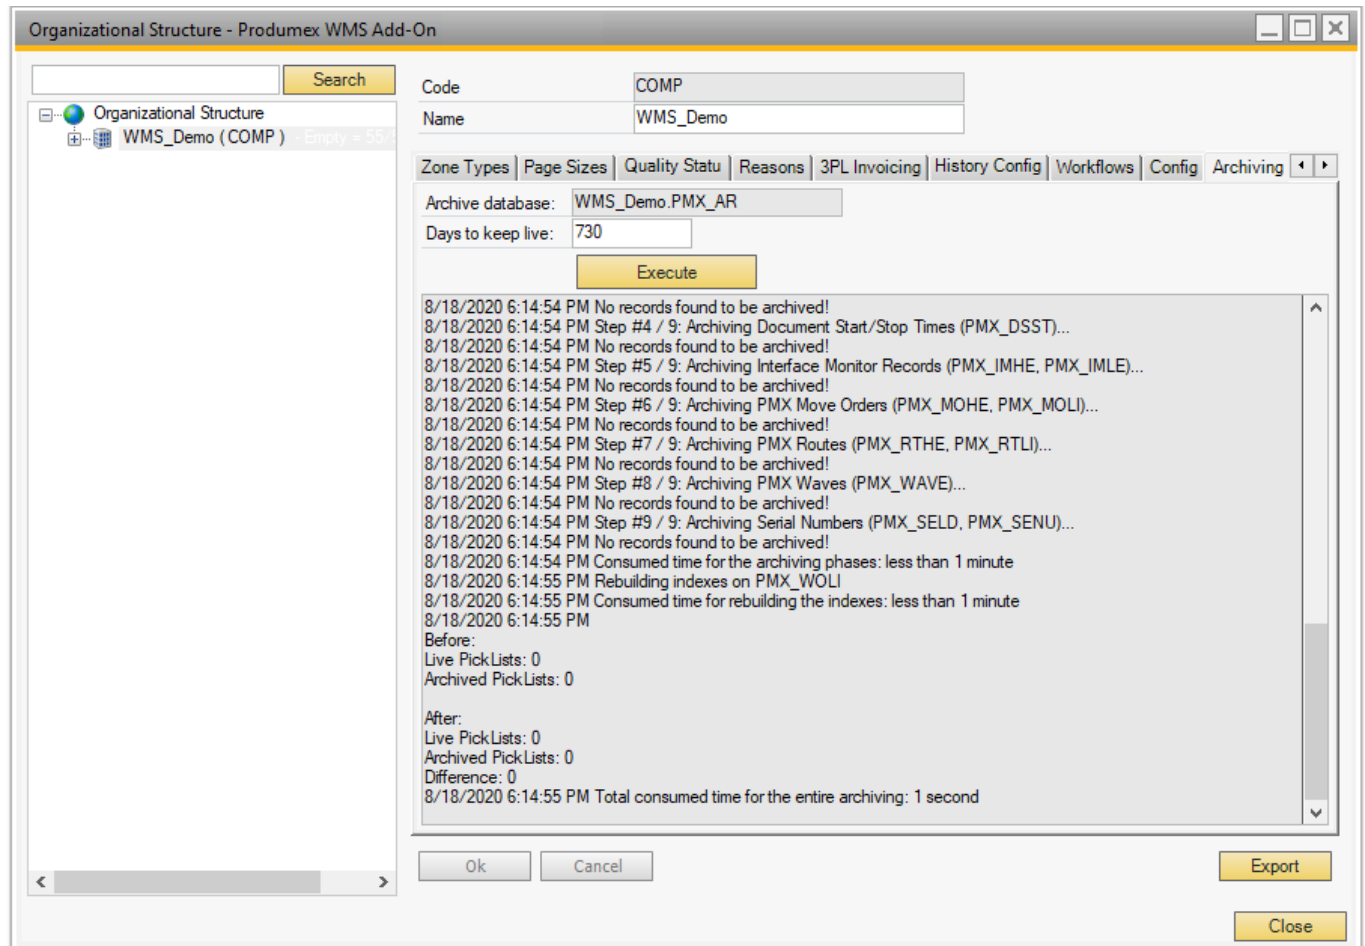 Organizational Structure - Produmex WMS Add-On
Search
Organizational Structure
WMS_Demo ( COMP ) - Empty = 55/
Code COMP
Name WMS_Demo
Zone Types Page Sizes Quality Statu Reasons 3PL Invoicing History Config Workflows Config Archiving
Archive database: WMS_Demo.PMX_AR
Days to keep live: 730
Execute
8/18/2020 6:14:54 PM No records found to be archived!
8/18/2020 6:14:54 PM Step #4 / 9: Archiving Document Start/Stop Times (PMX_DSST)...
8/18/2020 6:14:54 PM No records found to be archived!
8/18/2020 6:14:54 PM Step #5 / 9: Archiving Interface Monitor Records (PMX_IMHE, PMX_IMLE)...
8/18/2020 6:14:54 PM No records found to be archived!
8/18/2020 6:14:54 PM Step #6 / 9: Archiving PMX Move Orders (PMX_MOHE, PMX_MOLI)...
8/18/2020 6:14:54 PM No records found to be archived!
8/18/2020 6:14:54 PM Step #7 / 9: Archiving PMX Routes (PMX_RTHE, PMX_RTLI)...
8/18/2020 6:14:54 PM No records found to be archived!
8/18/2020 6:14:54 PM Step #8 / 9: Archiving PMX Waves (PMX_WAVE)...
8/18/2020 6:14:54 PM No records found to be archived!
8/18/2020 6:14:54 PM Step #9 / 9: Archiving Serial Numbers (PMX_SELD, PMX_SENU)...
8/18/2020 6:14:54 PM No records found to be archived!
8/18/2020 6:14:54 PM Consumed time for the archiving phases: less than 1 minute
8/18/2020 6:14:55 PM Rebuilding indexes on PMX_WOLI
8/18/2020 6:14:55 PM Consumed time for rebuilding the indexes: less than 1 minute
8/18/2020 6:14:55 PM
Before:
Live PickLists: 0
Archived PickLists: 0
After:
Live PickLists: 0
Archived PickLists: 0
Difference: 0
8/18/2020 6:14:55 PM Total consumed time for the entire archiving: 1 second
Ok
Cancel
Export
Close